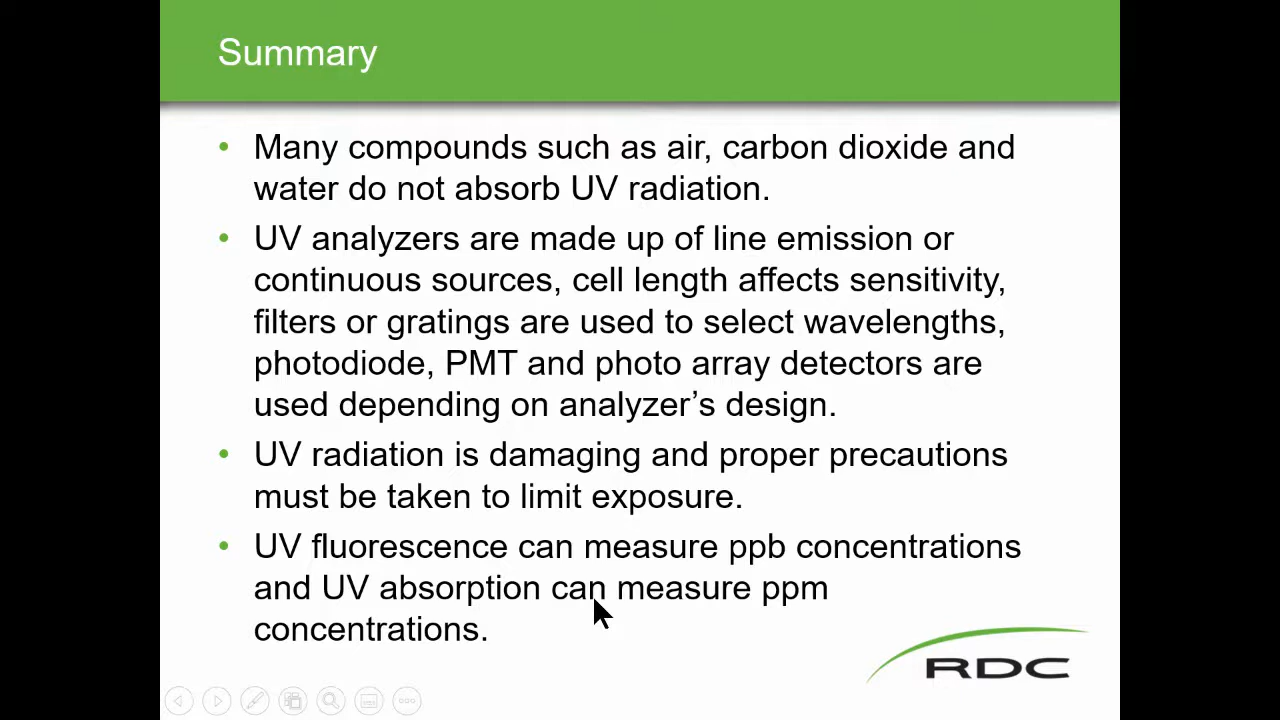 Summary
• Many compounds such as air, carbon dioxide and
water do not absorb UV radiation.
• UV analyzers are made up of line emission or
continuous sources, cell length affects sensitivity,
filters or gratings are used to select wavelengths,
photodiode, PMT and photo array detectors are
used depending on analyzer’s design.
• UV radiation is damaging and proper precautions
must be taken to limit exposure.
• UV fluorescence can measure ppb concentrations
and UV absorption can measure ppm
concentrations.
RDC